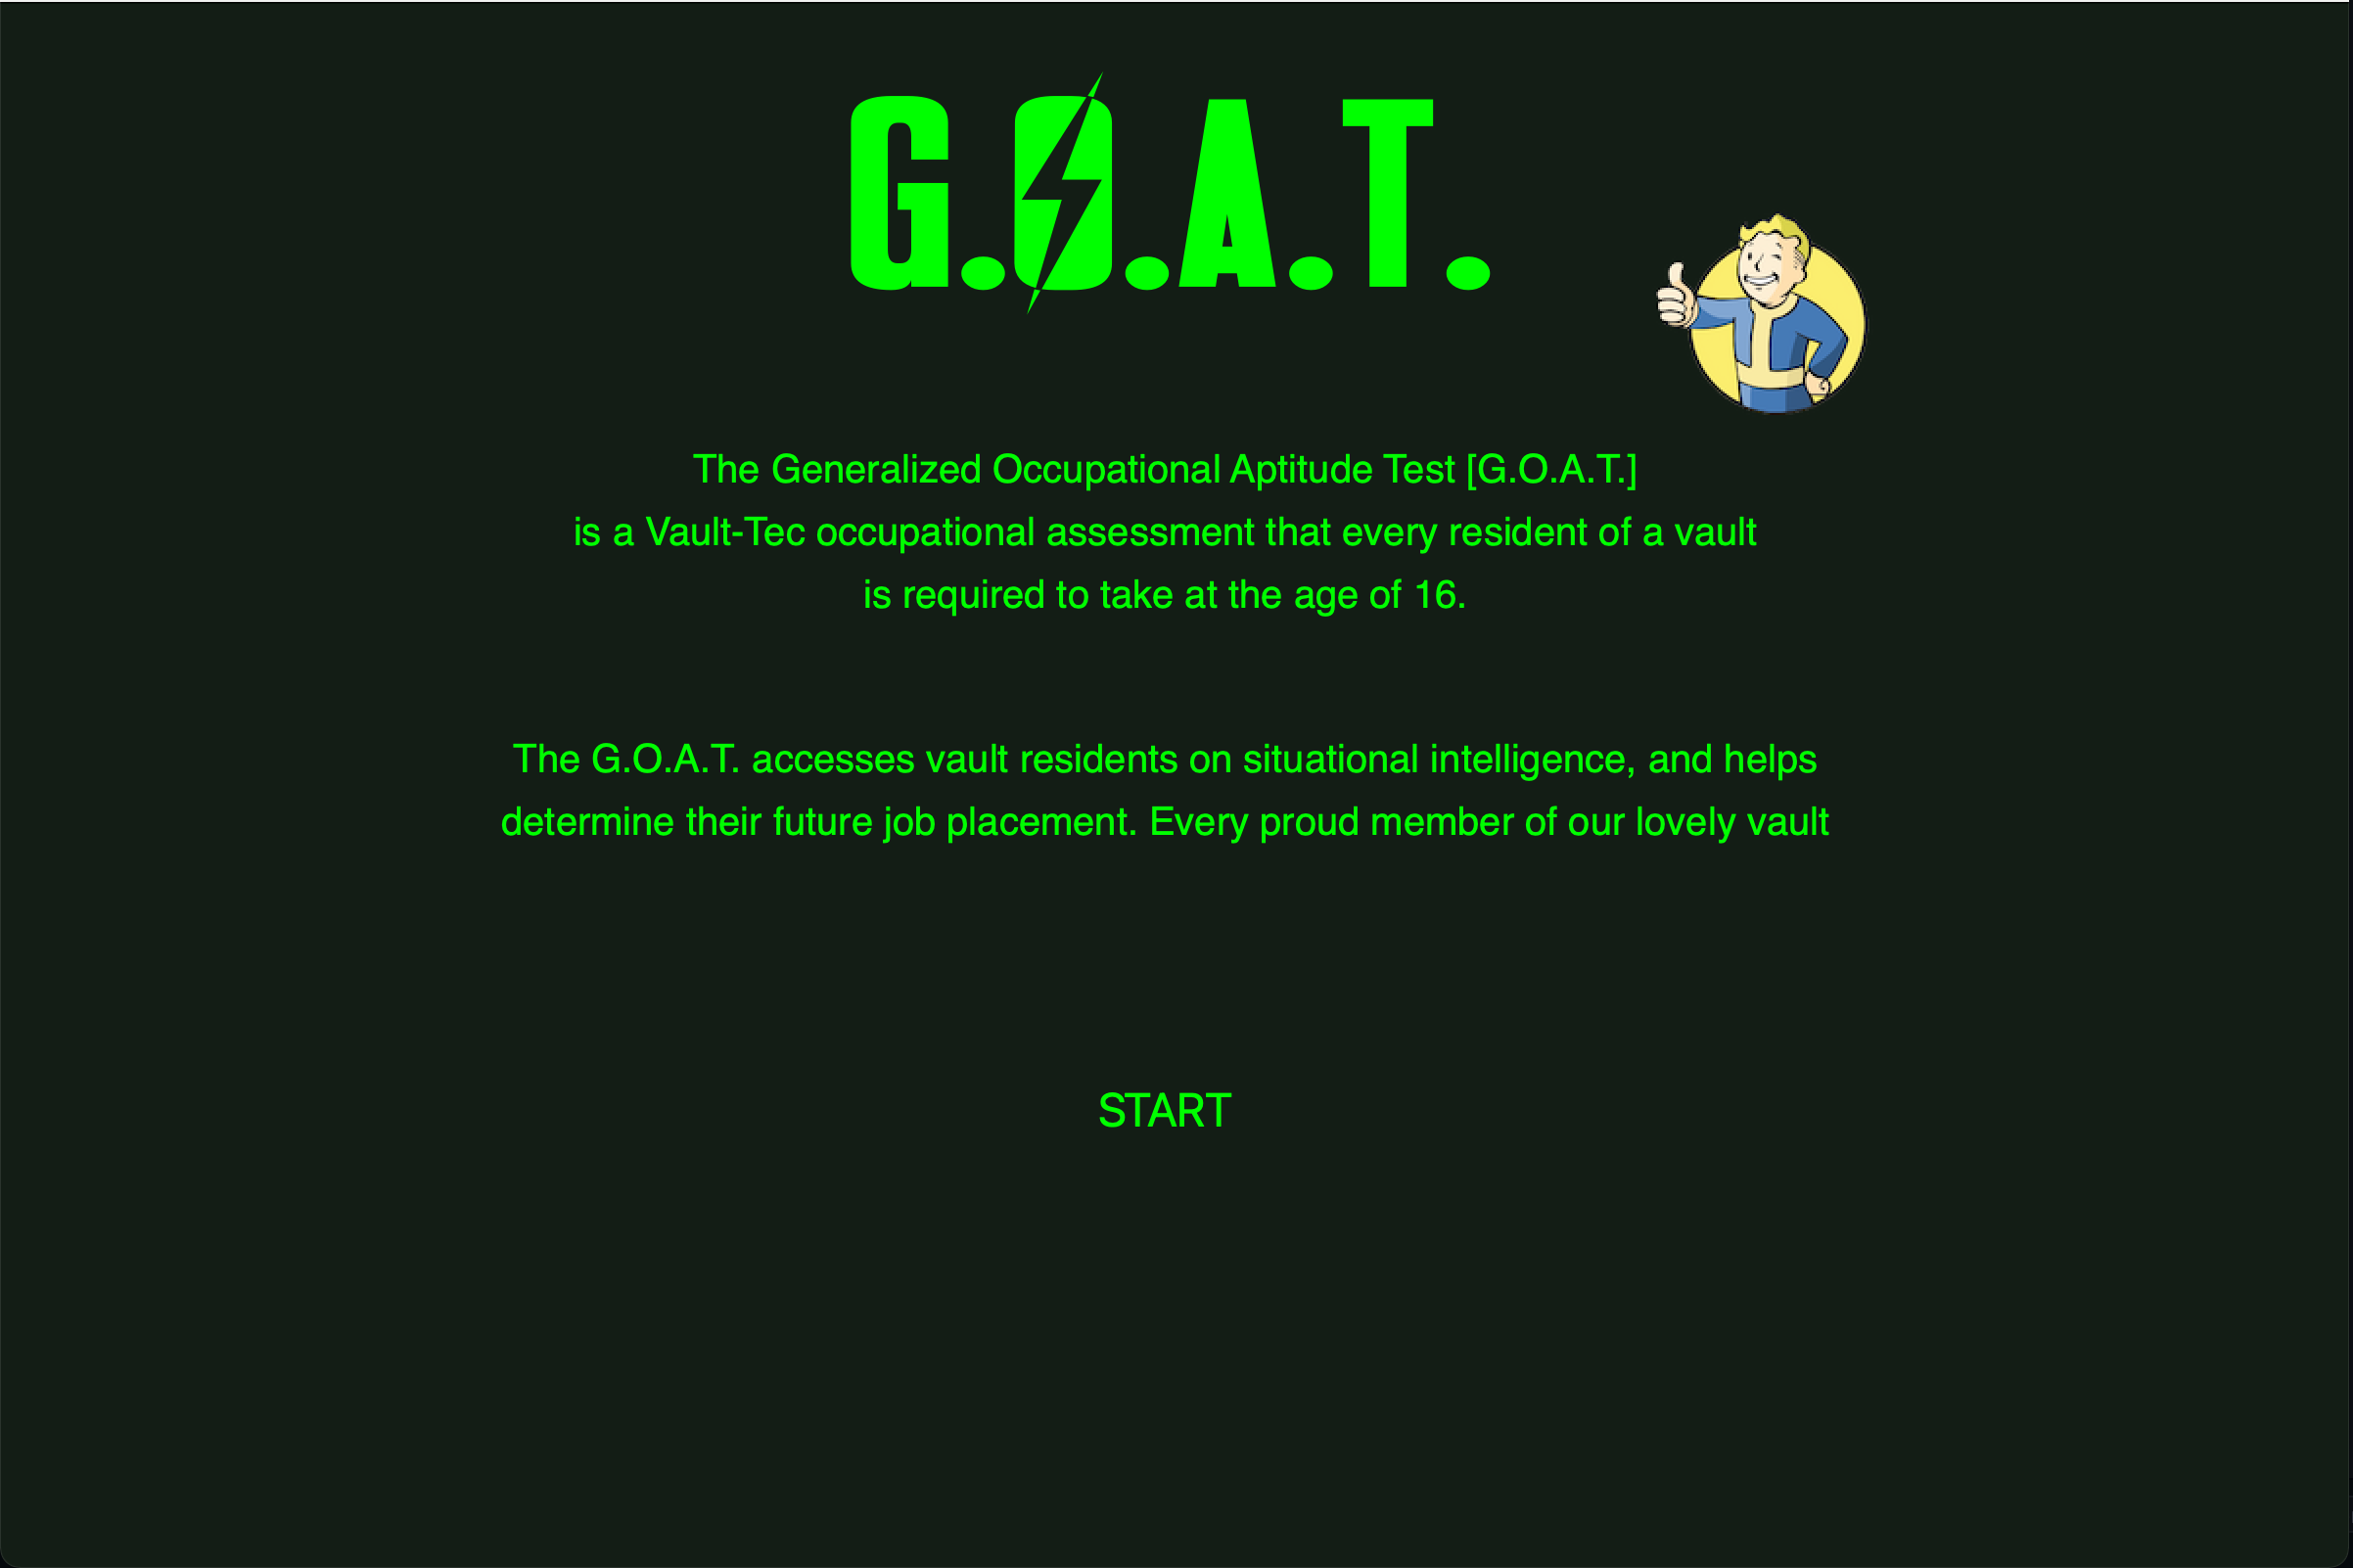 G.O.A.T.
The Generalized Occupational Aptitude Test [G.O.A.T.]
is a Vault-Tec occupational assessment that every resident of a vault
is required to take at the age of 16.
The G.O.A.T. accesses vault residents on situational intelligence, and helps
determine their future job placement. Every proud member of our lovely vault
START